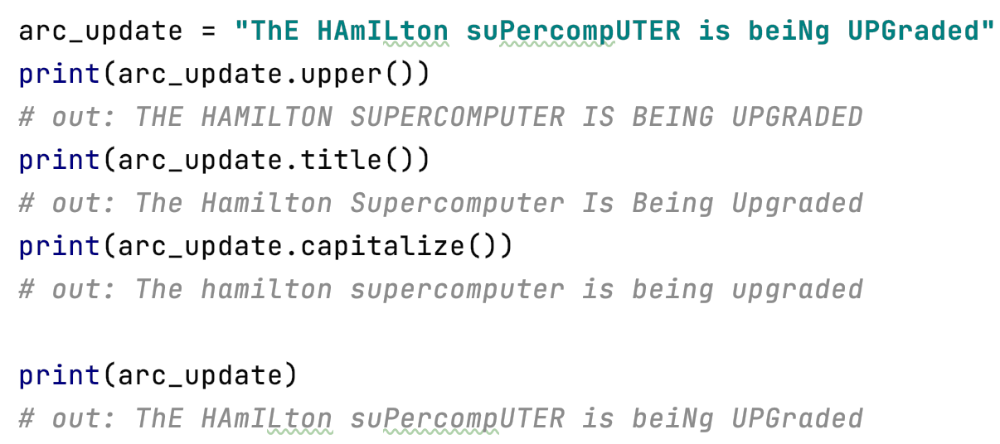 arc_update = "ThE HAmILton suPercompUTER is beiNg UPGraded"
print(arc_update.upper())
# out: THE HAMILTON SUPERCOMPUTER IS BEING UPGRADED
print(arc_update.title())
# out: The Hamilton Supercomputer Is Being Upgraded
print(arc_update.capitalize())
# out: The hamilton supercomputer is being upgraded
print(arc_update)
# out: ThE HAmILton suPercompUTER is beiNg UPGraded